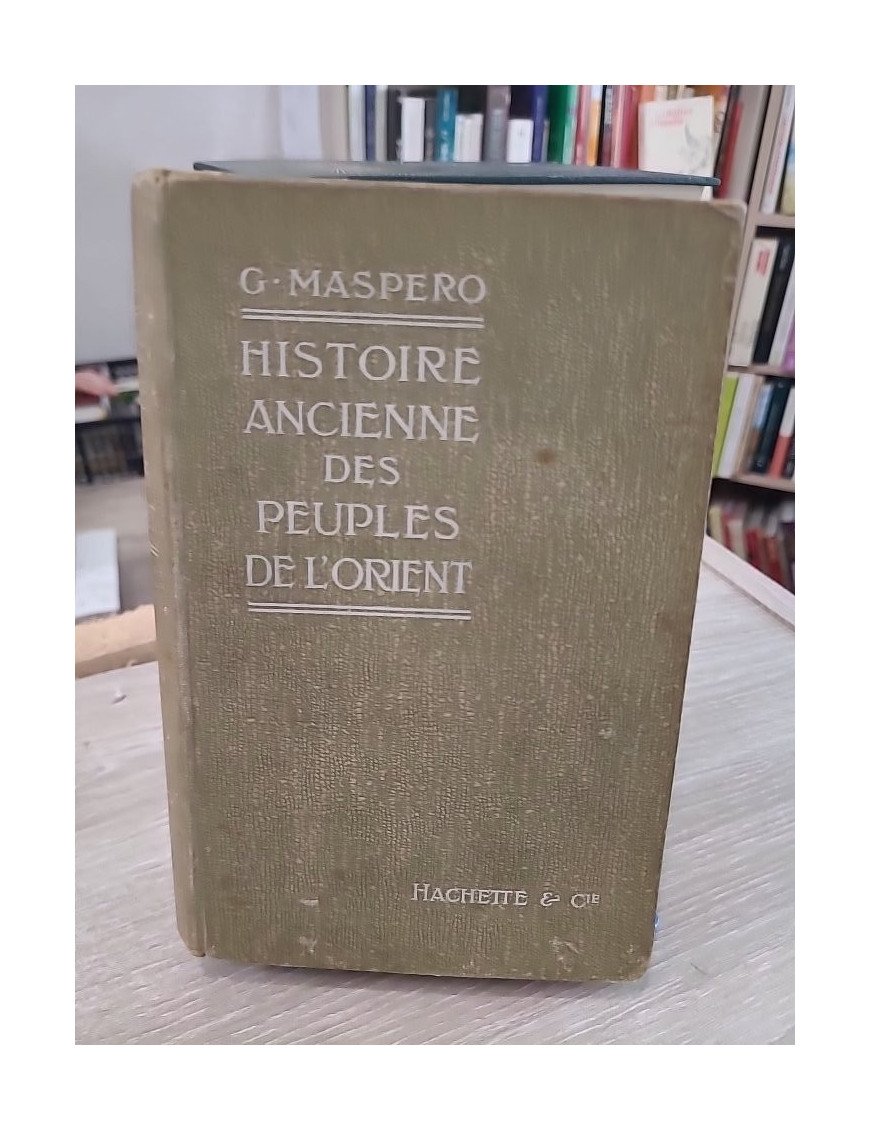 G. MASPERO
HISTOIRE
ANCIENNE
DES
PEUPLES
DE L'ORIENT
HACHETTE & CIE